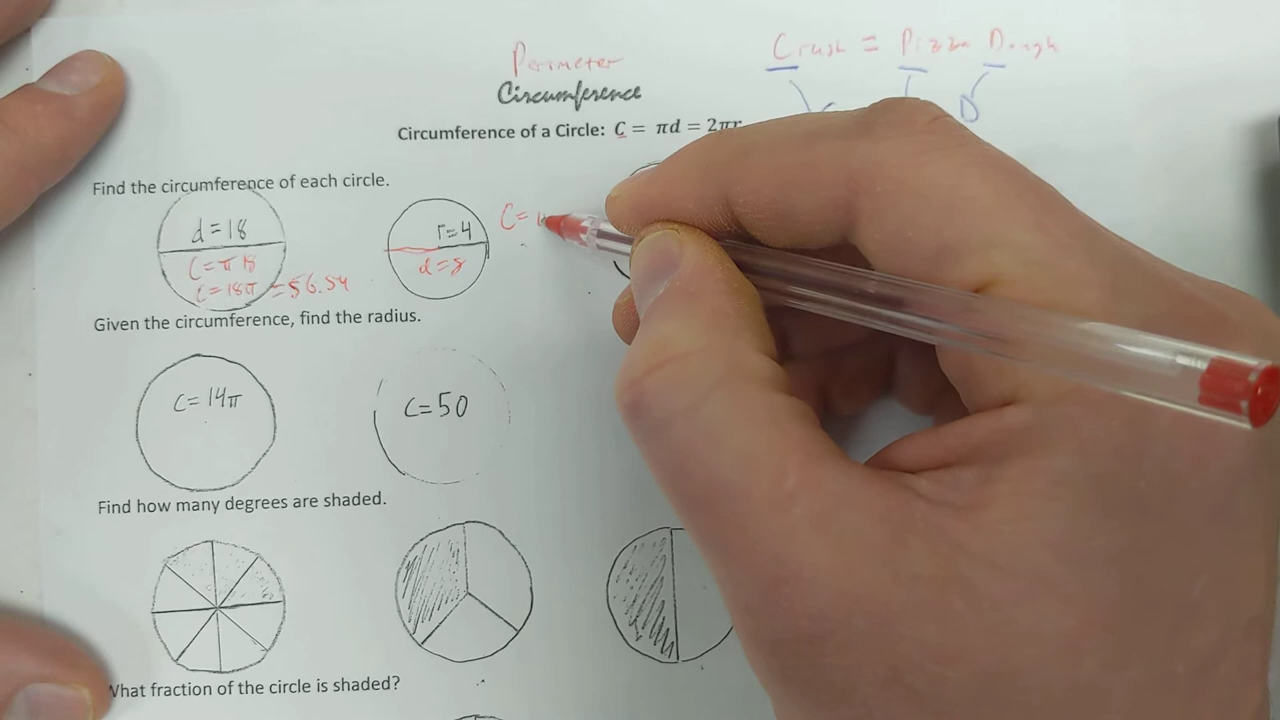 Perimeter
Crush = Pizza Dough
Circumference
C D
Circumference of a Circle: C = πd = 2πr
Find the circumference of each circle.
d=18
C=π18
C=18π =56.54
r=4
d=8
C=
Given the circumference, find the radius.
C=14π
C=50
Find how many degrees are shaded.
What fraction of the circle is shaded?